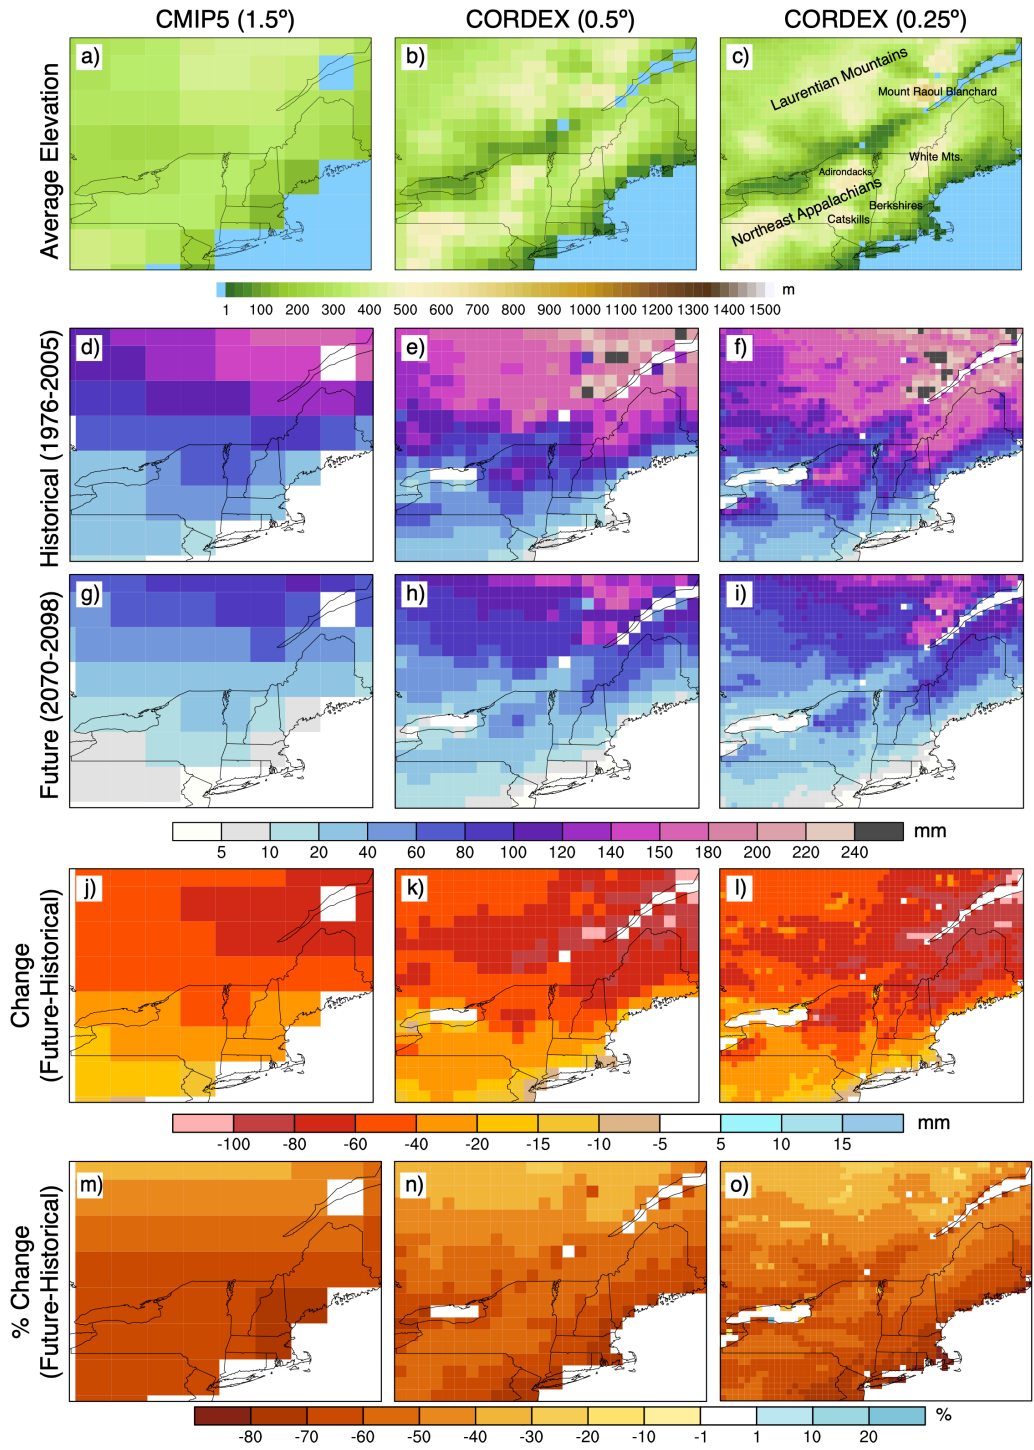 CMIP5 (1.5º) CORDEX (0.5º) CORDEX (0.25º)
Average Elevation
a) b) c)
Laurentian Mountains
Mount Raoul Blanchard
White Mts.
Adirondacks
Northeast Appalachians
Berkshires
Catskills
1 100 200 300 400 500 600 700 800 900 1000 1100 1200 1300 1400 1500 m
Historical (1976-2005)
d) e) f)
Future (2070-2098)
g) h) i)
5 10 20 40 60 80 100 120 140 150 180 200 220 240 mm
Change
(Future-Historical)
j) k) l)
-100 -80 -60 -40 -20 -15 -10 -5 5 10 15 mm
% Change
(Future-Historical)
m) n) o)
-80 -70 -60 -50 -40 -30 -20 -10 -1 1 10 20 %